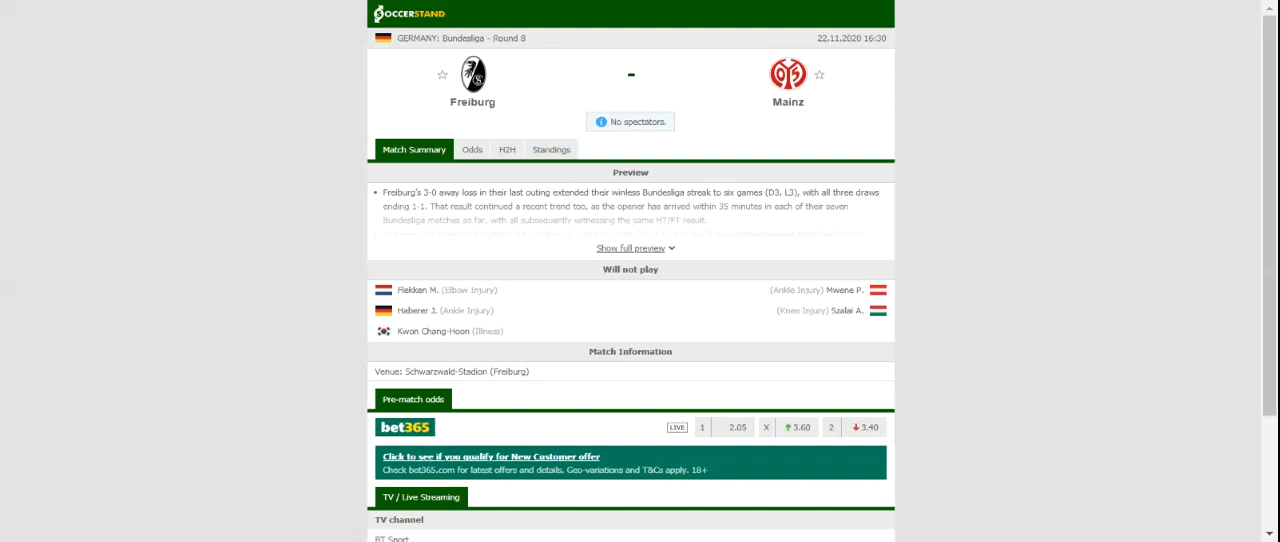 SOCCERSTAND
GERMANY: Bundesliga - Round 8 22.11.2020 16:30
-
Freiburg Mainz
No spectators.
Match Summary Odds H2H Standings
Preview
Freiburg's 3-0 away loss in their last outing extended their winless Bundesliga streak to six games (D3, L3), with all three draws
ending 1-1. That result continued a recent trend too, as the opener has arrived within 35 minutes in each of their seven
Bundesliga matches so far, with all subsequently witnessing the same HT/FT result.
Show full preview
Will not play
Flekken M. (Elbow Injury) (Ankle Injury) Mwene P.
Haberer J. (Ankle Injury) (Knee Injury) Szalai A.
Kwon Chang-Hoon (Illness)
Match Information
Venue: Schwarzwald-Stadion (Freiburg)
Pre-match odds
bet365 LIVE 1 2.05 X 3.60 2 3.40
Click to see if you qualify for New Customer offer
Check bet365.com for latest offers and details. Geo-variations and T&Cs apply. 18+
TV / Live Streaming
TV channel
BT Sport